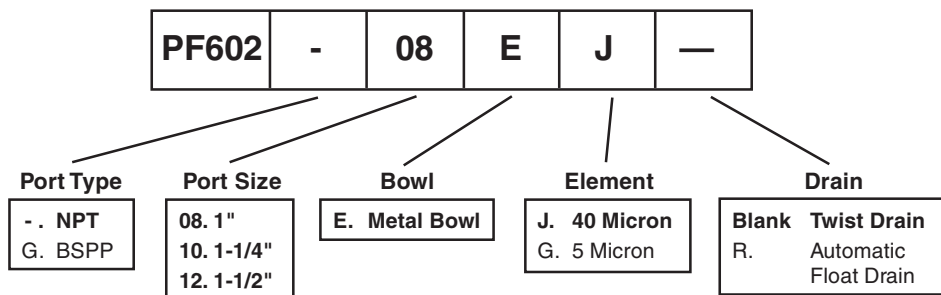 PF602 - 08 E J —
Port Type
- . NPT
G. BSPP
Port Size
08. 1"
10. 1-1/4"
12. 1-1/2"
Bowl
E. Metal Bowl
Element
J. 40 Micron
G. 5 Micron
Drain
Blank Twist Drain
R. Automatic
Float Drain